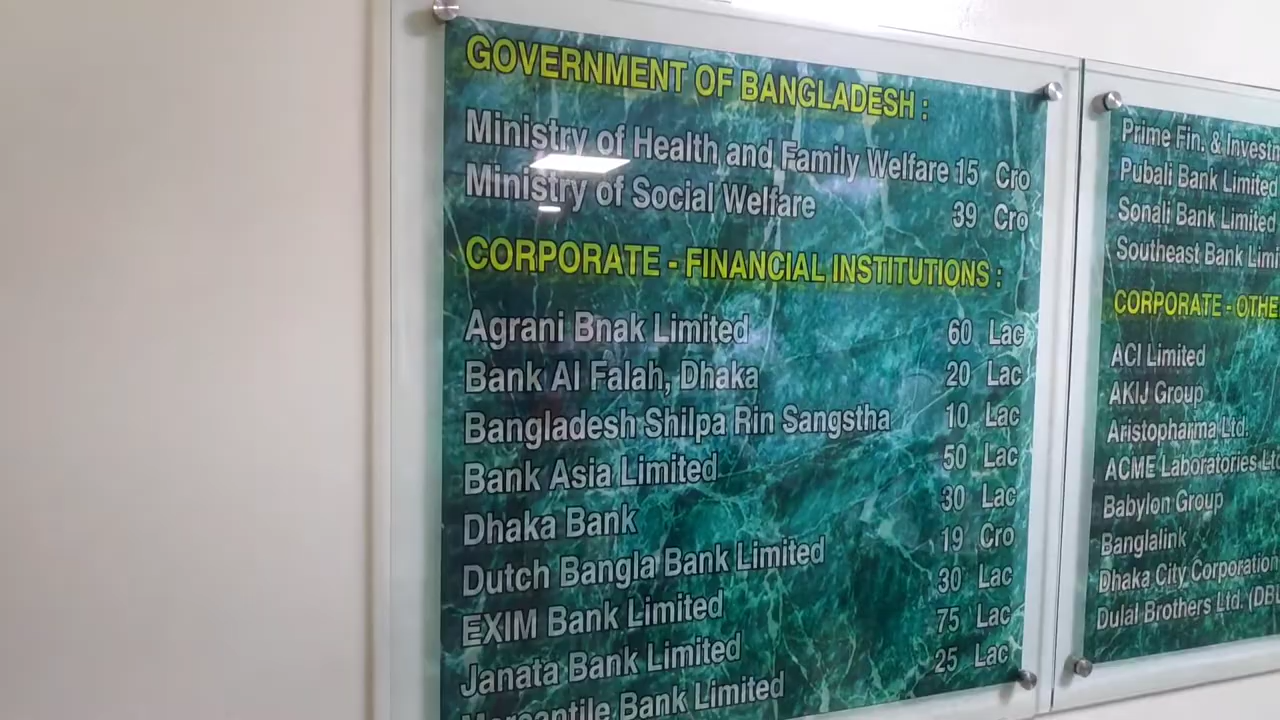 GOVERNMENT OF BANGLADESH :
Ministry of Health and Family Welfare 15 Cro
Ministry of Social Welfare 39 Cro
CORPORATE - FINANCIAL INSTITUTIONS :
Agrani Bnak Limited 60 Lac
Bank Al Falah, Dhaka 20 Lac
Bangladesh Shilpa Rin Sangstha 10 Lac
Bank Asia Limited 50 Lac
Dhaka Bank 30 Lac
Dutch Bangla Bank Limited 19 Cro
EXIM Bank Limited 30 Lac
Janata Bank Limited 75 Lac
Mercantile Bank Limited 25 Lac
Prime Fin. &
Pubali Bank Limited
Sonali Bank Limited
Southeast Bank
CORPORATE -
ACI Limited
AKIJ Group
Aristopharma Ltd.
ACME Laboratories
Babylon Group
Banglalink
Dhaka City Corporation
Dulal Brothers Ltd.